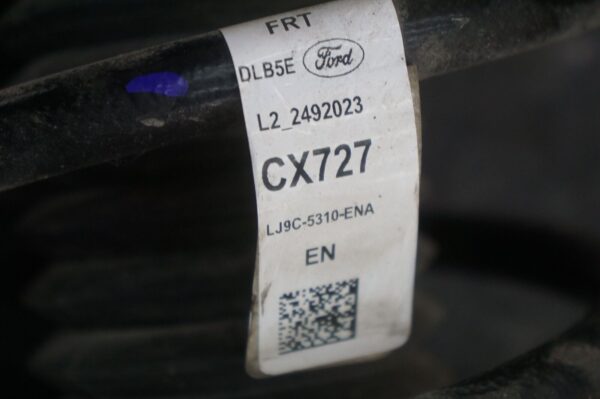 FRT
DLB5E Ford
L2_2492023
CX727
LJ9C-5310-ENA
EN